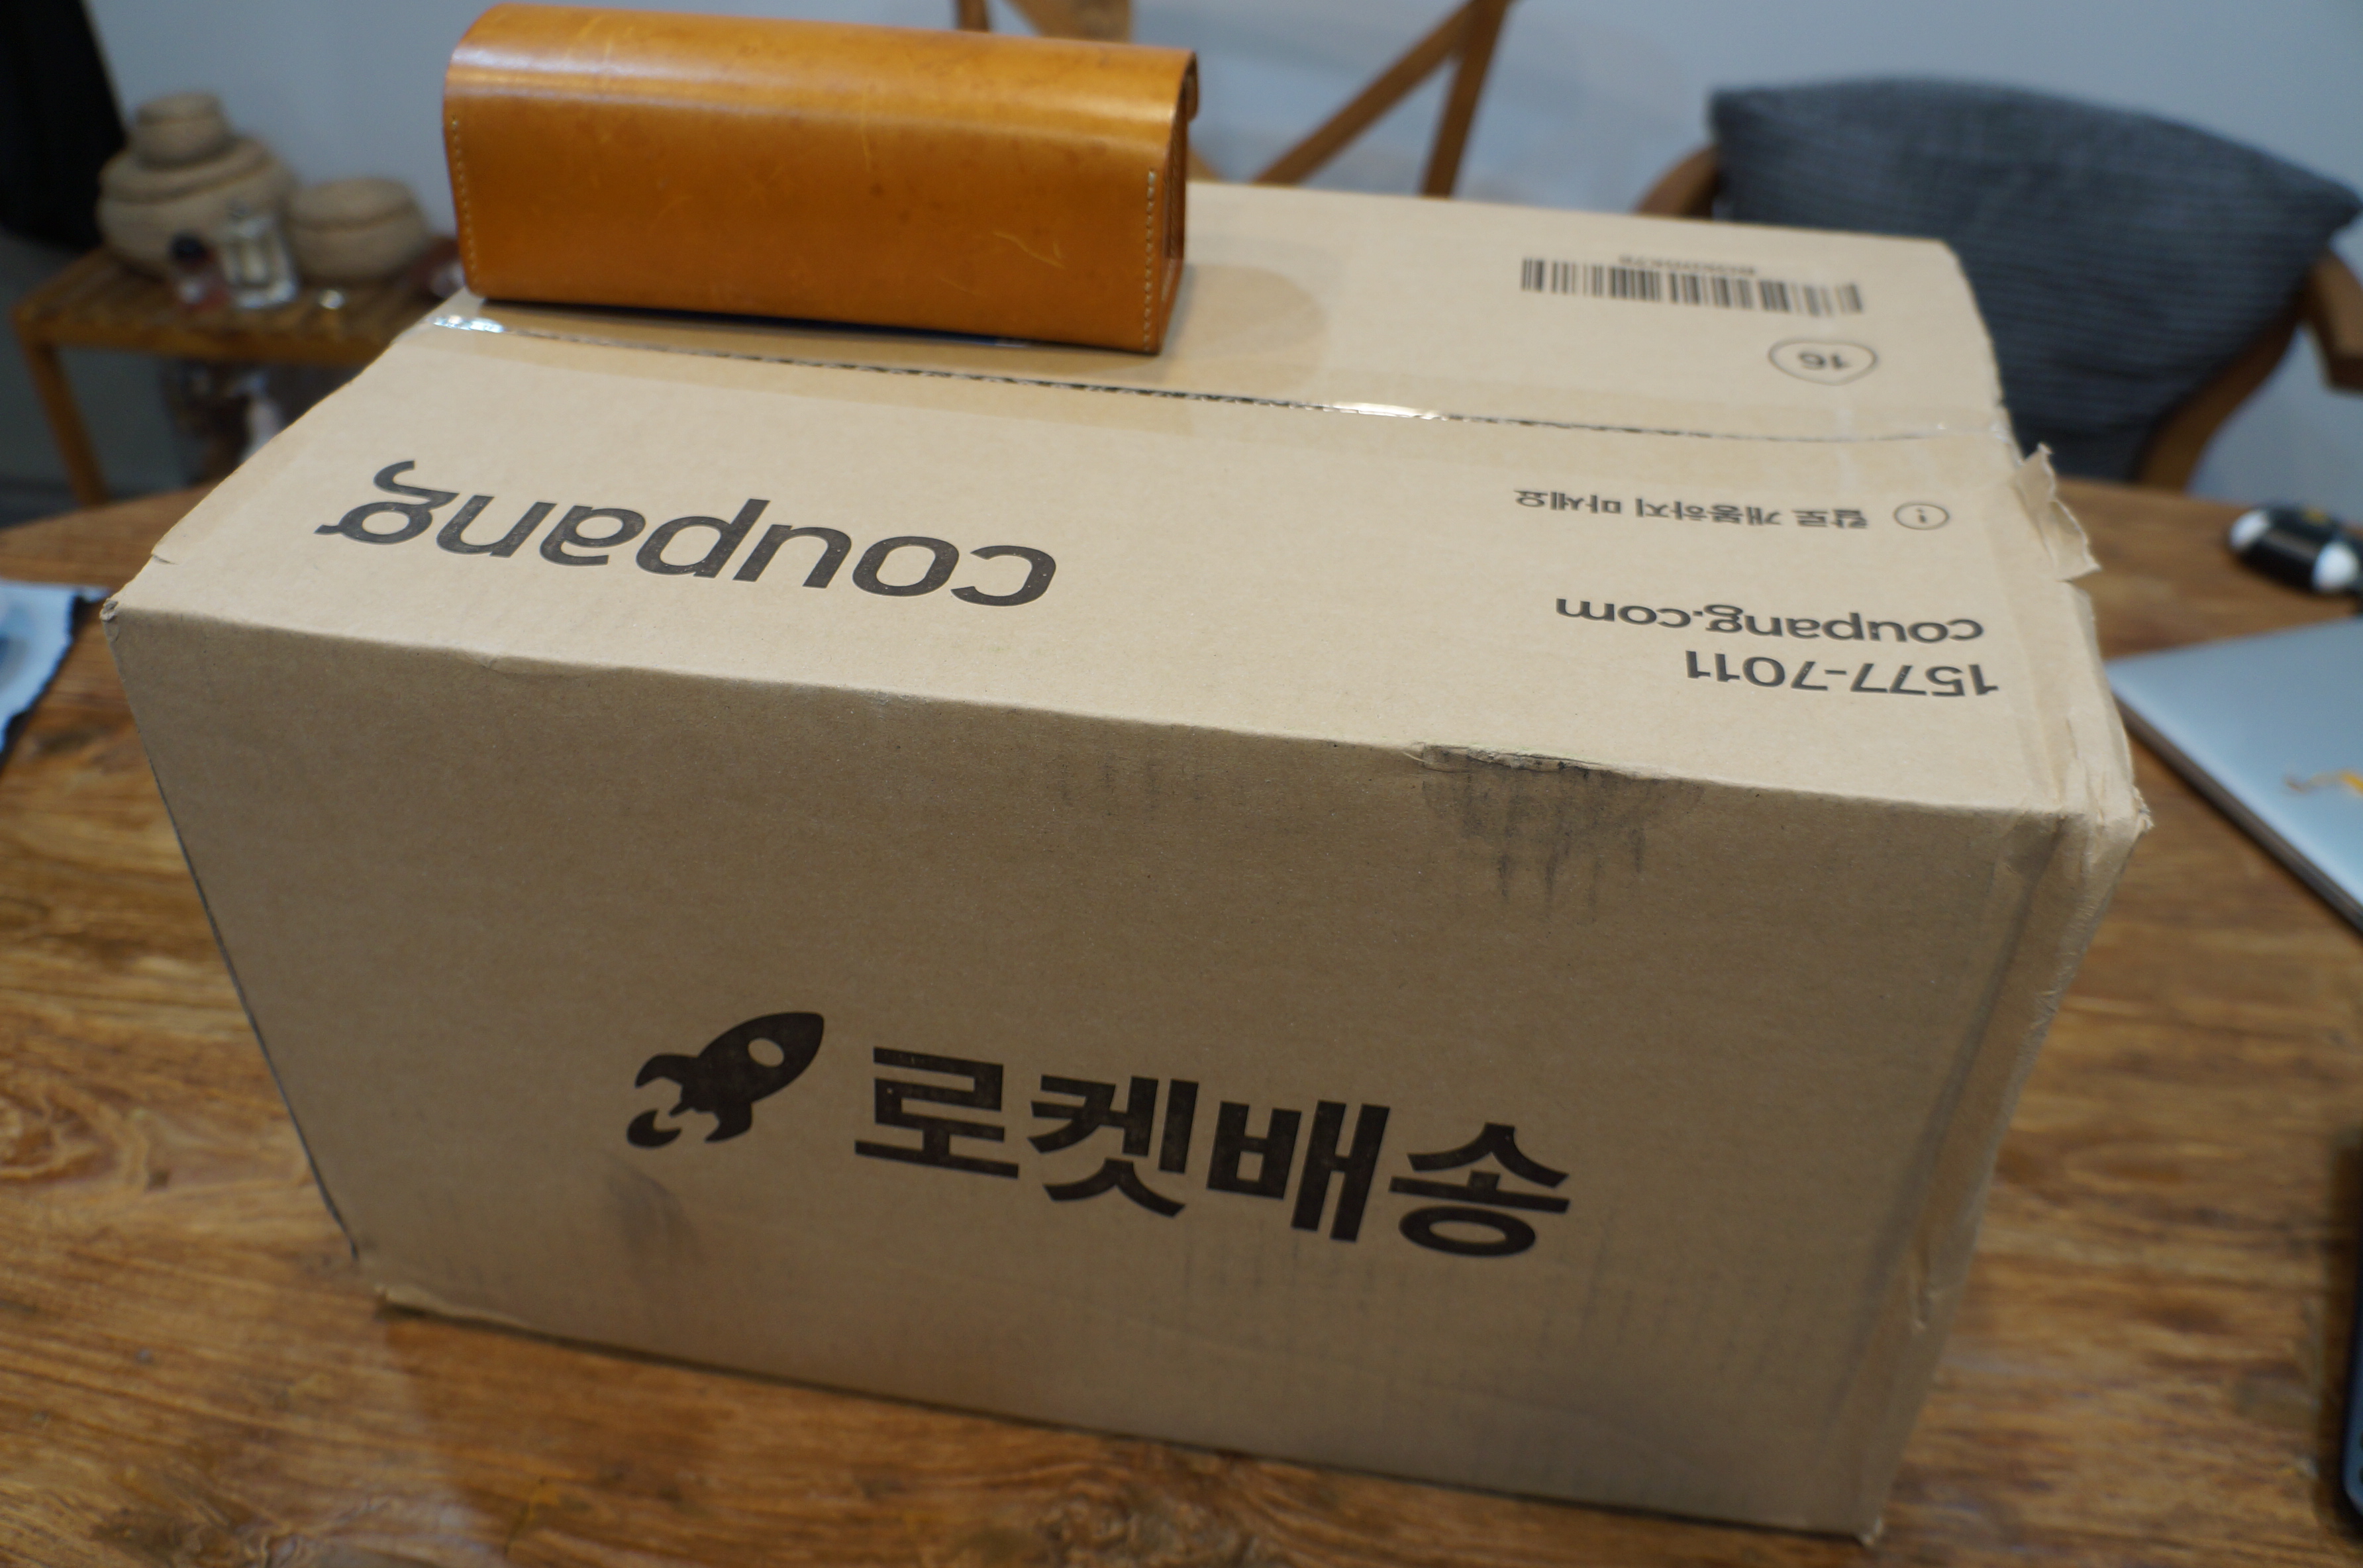 coupang
1577-7011
coupang.com
칼로 개봉하지 마세요
16
로켓배송